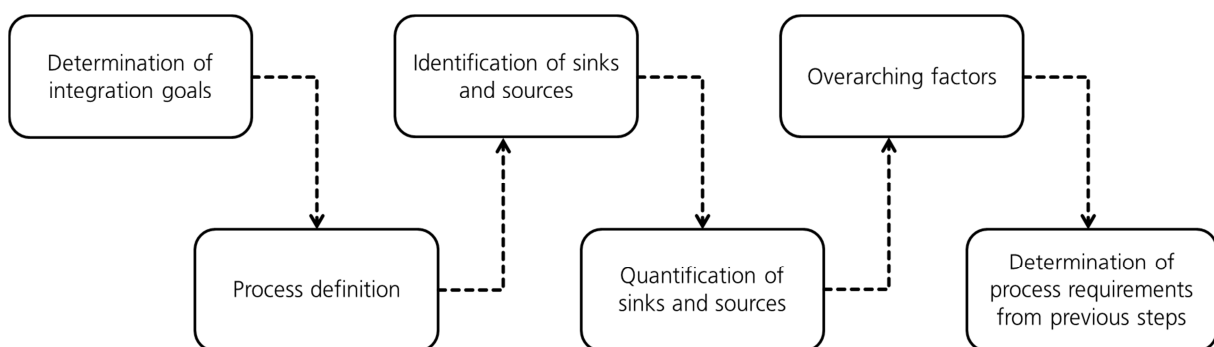 Determination of
integration goals
Process definition
Identification of sinks
and sources
Quantification of
sinks and sources
Overarching factors
Determination of
process requirements
from previous steps